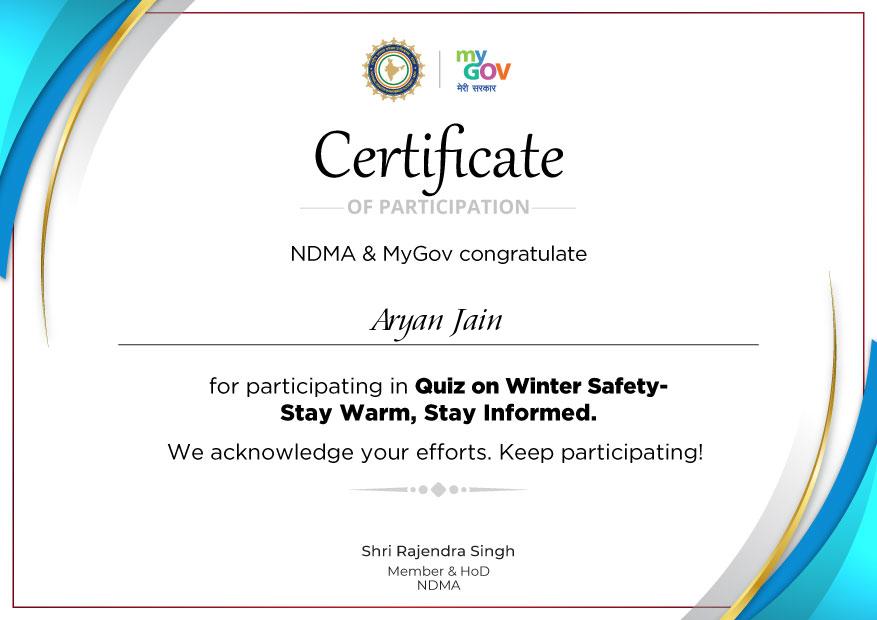 my
GOV
मेरी सरकार
Certificate
OF PARTICIPATION
NDMA & MyGov congratulate
Aryan Jain
for participating in Quiz on Winter Safety-
Stay Warm, Stay Informed.
We acknowledge your efforts. Keep participating!
Shri Rajendra Singh
Member & HoD
NDMA